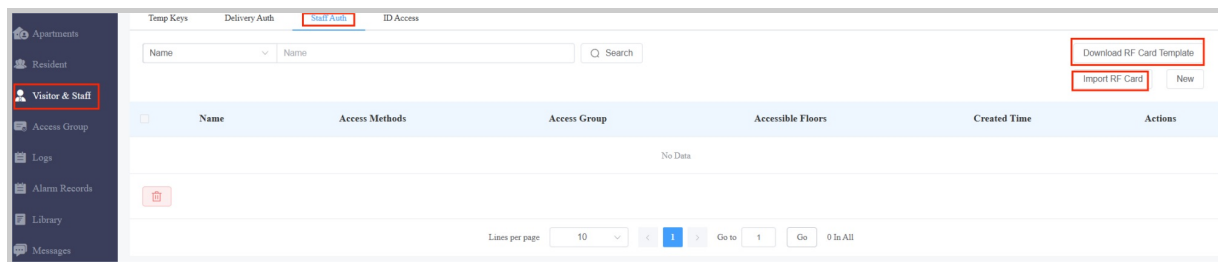 Temp Keys Delivery Auth Staff Auth ID Access
Apartments
Name Name Search Download RF Card Template
Resident
Import RF Card New
Visitor & Staff
Name Access Methods Access Group Accessible Floors Created Time Actions
Access Group
No Data
Logs
Alarm Records
Library
Lines per page 10 < 1 > Go to 1 Go 0 In All
Messages